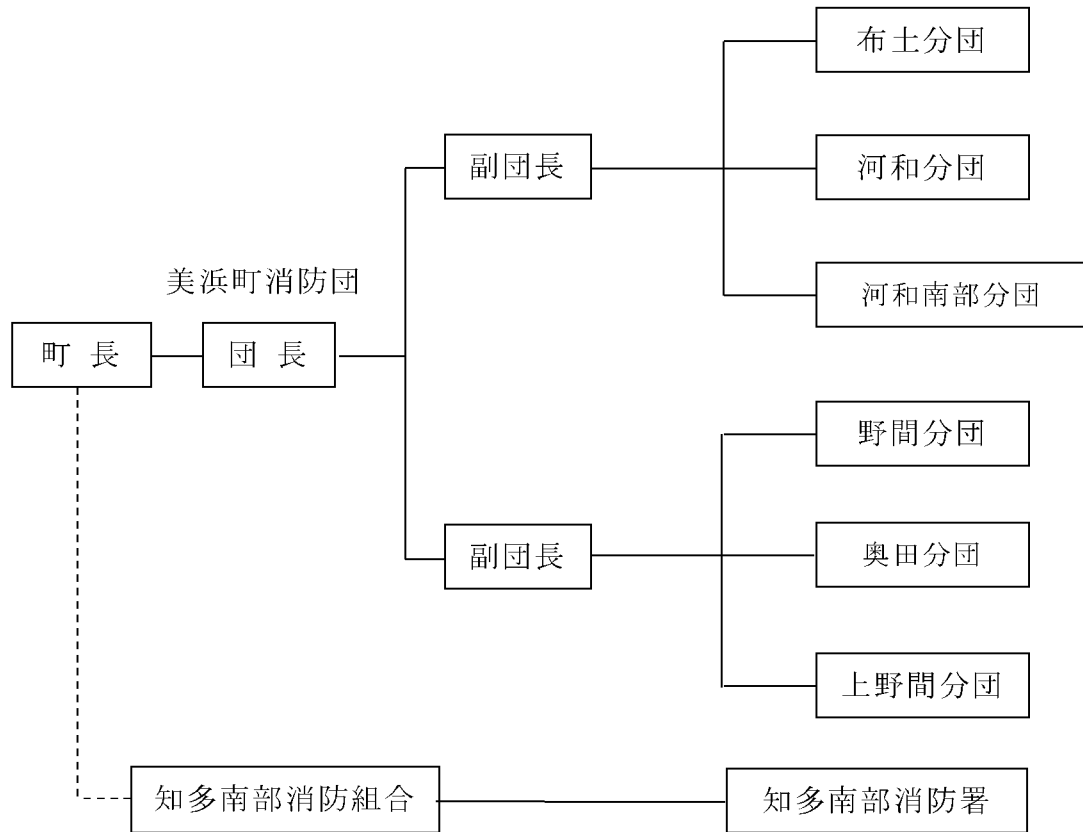 布土分団
副団長
河和分団
美浜町消防団
河和南部分団
町 長
団 長
野間分団
副団長
奥田分団
上野間分団
知多南部消防組合
知多南部消防署